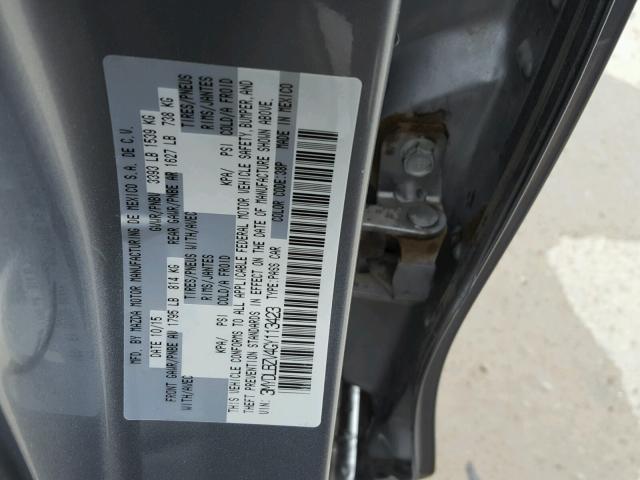 MFD. BY MAZDA MOTOR MANUFACTURING DE MEXICO S.A. DE C.V.
DATE 10/15 GVWR/PNBV 3393 LB 1539 KG
FRONT GAWR/PNBE AV 1795 LB 814 KG REAR GAWR/PNBE AR 1627 LB 738 KG
WITH/AVEC TIRES/PNEUS WITH/AVEC TIRES/PNEUS
RIMS/JANTES RIMS/JANTES
KPA/ PSI COLD/A FROID KPA/ PSI COLD/A FROID
THIS VEHICLE CONFORMS TO ALL APPLICABLE FEDERAL MOTOR VEHICLE SAFETY, BUMPER, AND
THEFT PREVENTION STANDARDS IN EFFECT ON THE DATE OF MANUFACTURE SHOWN ABOVE.
VIN: 3MYDLBZV4GY113423 TYPE:PASS. CAR COLOR CODE:38P MADE IN MEXICO